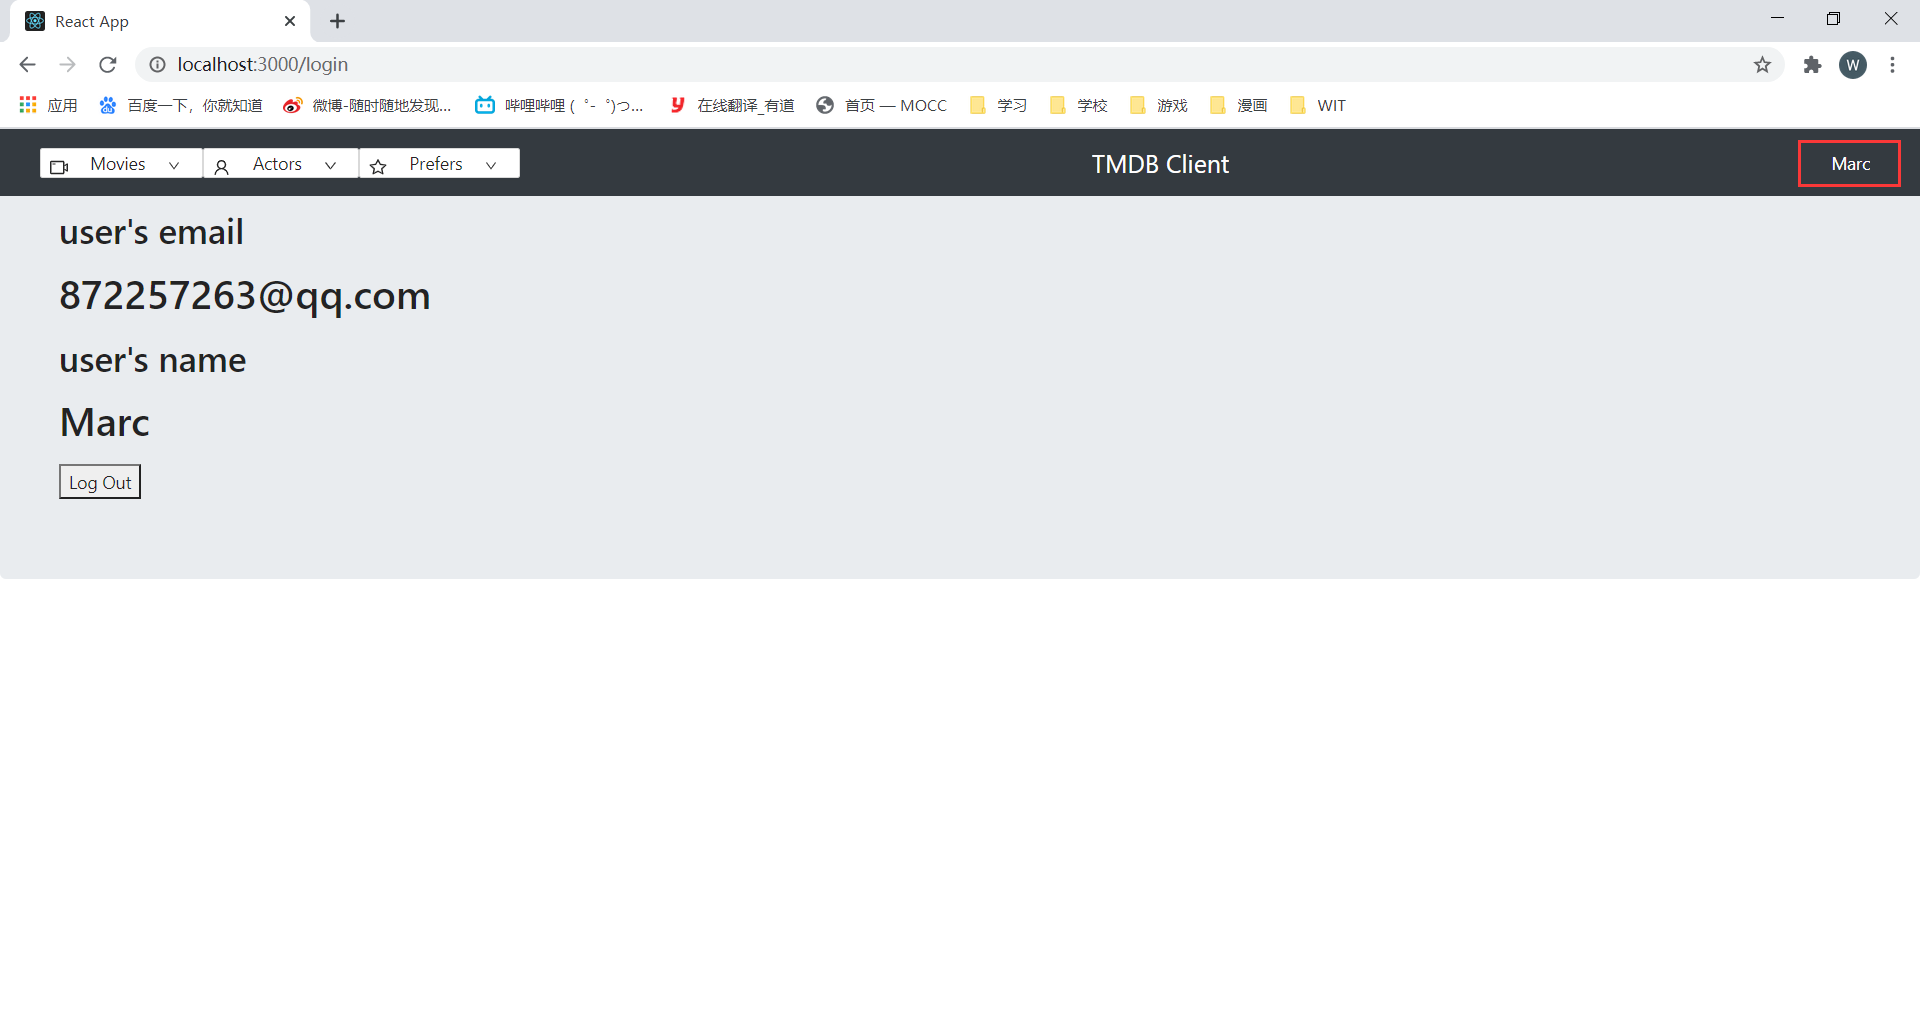 React App
localhost:3000/login
W
应用 百度一下，你就知道 微博-随时随地发现... 哔哩哔哩 ( ゜- ゜)つ... 在线翻译_有道 首页 — MOCC 学习 学校 游戏 漫画 WIT
Movies Actors Prefers TMDB Client Marc
user's email
872257263@qq.com
user's name
Marc
Log Out